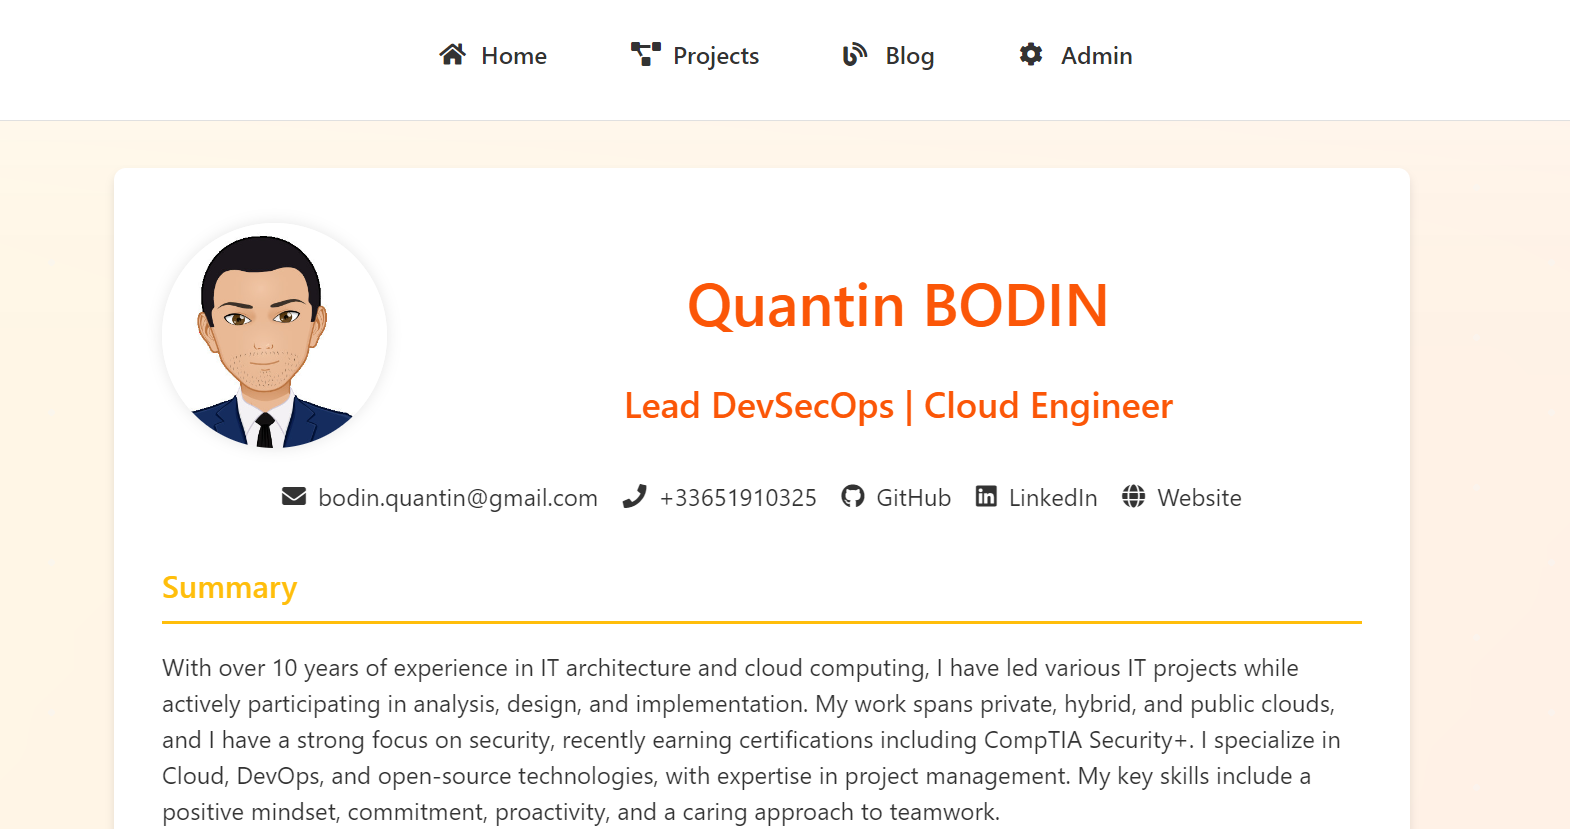 Home Projects Blog Admin
Quantin BODIN
Lead DevSecOps | Cloud Engineer
bodin.quantin@gmail.com +33651910325 GitHub LinkedIn Website
Summary
With over 10 years of experience in IT architecture and cloud computing, I have led various IT projects while
actively participating in analysis, design, and implementation. My work spans private, hybrid, and public clouds,
and I have a strong focus on security, recently earning certifications including CompTIA Security+. I specialize in
Cloud, DevOps, and open-source technologies, with expertise in project management. My key skills include a
positive mindset, commitment, proactivity, and a caring approach to teamwork.